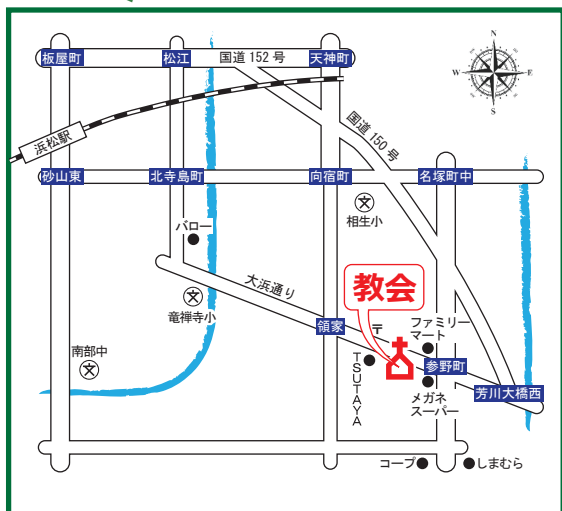 板屋町
松江
国道 152 号
天神町
N
W
E
S
浜松駅
国道 150 号
砂山東
北寺島町
向宿町
名塚町中
文
相生小
バロー
大浜通り
教会
文
竜禅寺小
領家
〒
ファミリー
マート
南部中
文
TSUTAYA
参野町
メガネ
スーパー
芳川大橋西
コープ
しまむら